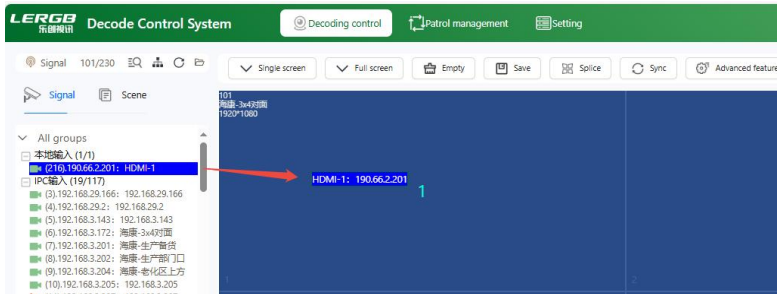 LERGB
乐创视讯
Decode Control System
Decoding control
Patrol management
Setting
Signal 101/230
Single screen
Full screen
Empty
Save
Splice
Sync
Advanced feature
Signal
Scene
101
海康-3x4对面
1920*1080
All groups
本地输入 (1/1)
(216).190.66.2.201: HDMI-1
IPC输入 (19/117)
(3).192.168.29.166: 192.168.29.166
(4).192.168.29.2: 192.168.29.2
(5).192.168.3.143: 192.168.3.143
(6).192.168.3.172: 海康-3x4对面
(7).192.168.3.201: 海康-生产备货
(8).192.168.3.202: 海康-生产部门口
(9).192.168.3.204: 海康-老化区上方
(10).192.168.3.205: 192.168.3.205
HDMI-1: 190.66.2.201
1
1
2